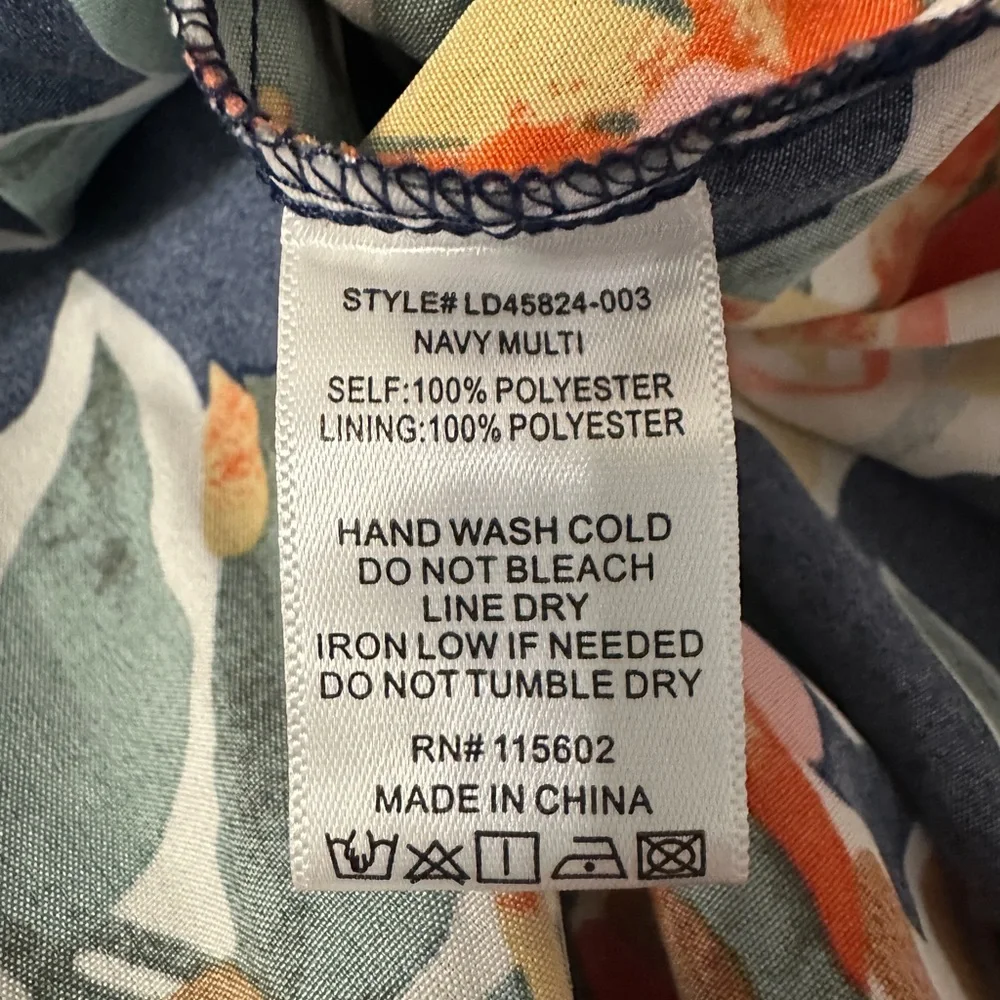 STYLE# LD45824-003
NAVY MULTI
SELF:100% POLYESTER
LINING:100% POLYESTER
HAND WASH COLD
DO NOT BLEACH
LINE DRY
IRON LOW IF NEEDED
DO NOT TUMBLE DRY
RN# 115602
MADE IN CHINA